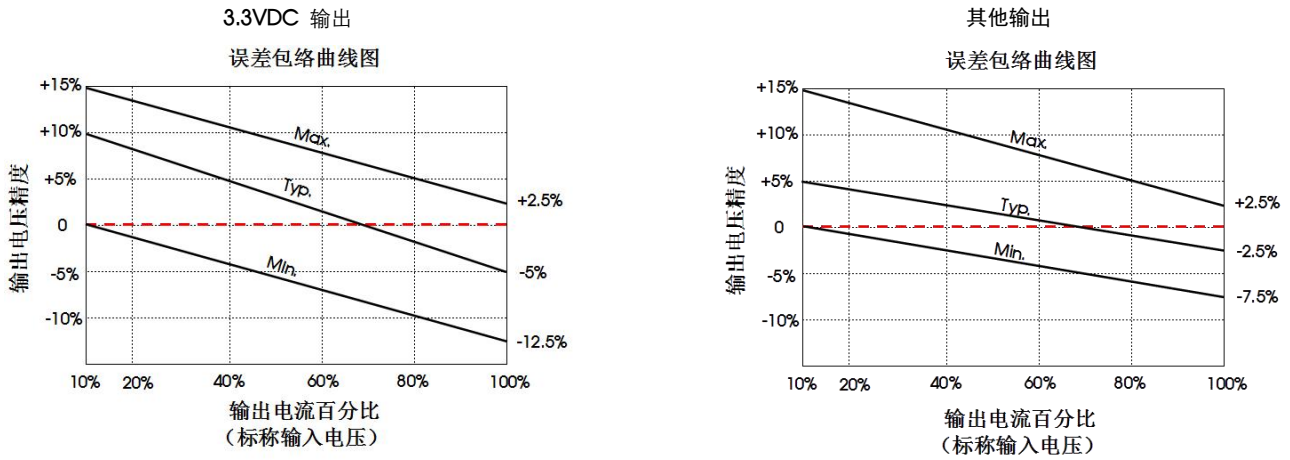 3.3VDC 输出
误差包络曲线图
+15%
+10%
+5%
0
-5%
-10%
Max.
Typ.
Min.
+2.5%
-5%
-12.5%
10% 20% 40% 60% 80% 100%
输出电压精度
输出电流百分比
（标称输入电压）
其他输出
误差包络曲线图
+15%
+10%
+5%
0
-5%
-10%
Max.
Typ.
Min.
+2.5%
-2.5%
-7.5%
10% 20% 40% 60% 80% 100%
输出电压精度
输出电流百分比
（标称输入电压）